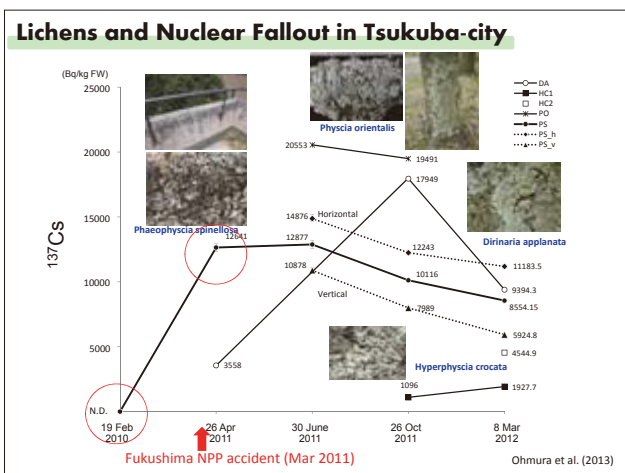 Lichens and Nuclear Fallout in Tsukuba-city
(Bq/kg FW)
25000
20000
15000
10000
5000
N.D.
137Cs
DA
HC1
HC2
PO
PS
PS_h
PS_v
Physcia orientalis
20553
19491
17949
Phaeophyscia spinellosa
12641
14876
Horizontal
12877
12243
Dirinaria applanata
11183.5
10878
10116
9394.3
8554.15
Vertical
7989
5924.8
4544.9
3558
Hyperphyscia crocata
1096
1927.7
19 Feb
2010
26 Apr
2011
30 June
2011
26 Oct
2011
8 Mar
2012
Fukushima NPP accident (Mar 2011)
Ohmura et al. (2013)